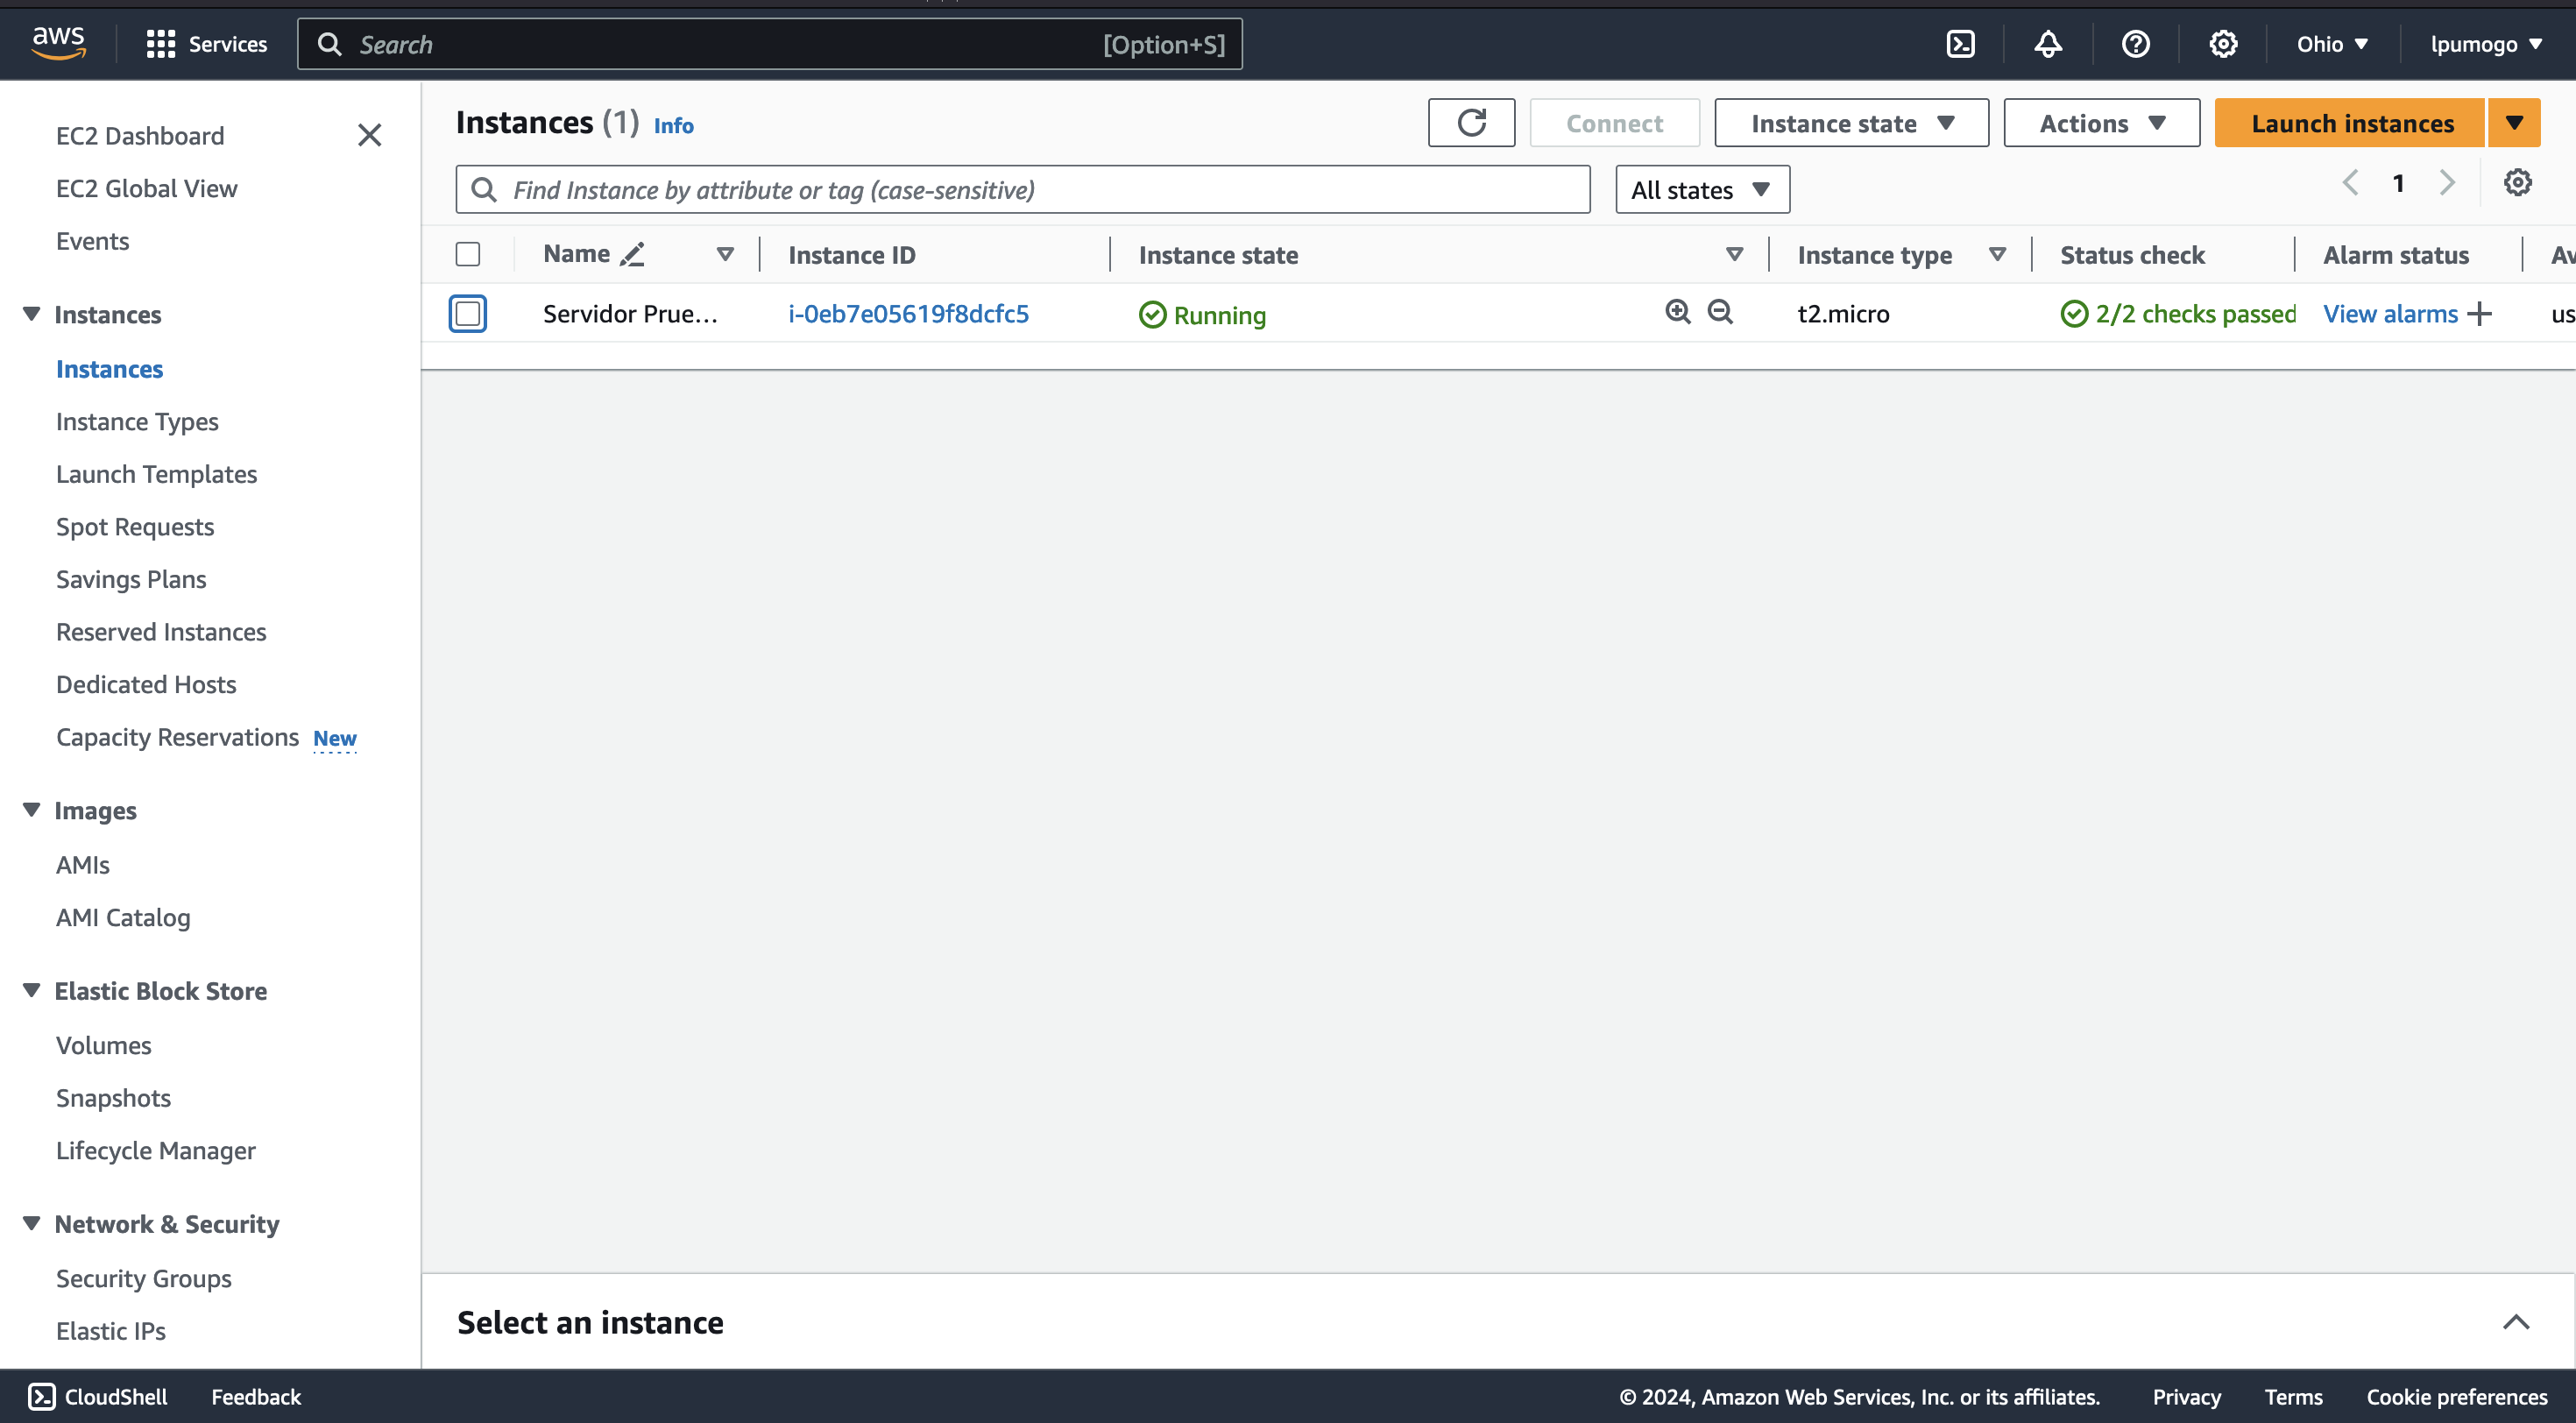 aws
Services
Search
[Option+S]
Ohio
lpumogo
EC2 Dashboard
EC2 Global View
Events
Instances
Instances
Instance Types
Launch Templates
Spot Requests
Savings Plans
Reserved Instances
Dedicated Hosts
Capacity Reservations New
Images
AMIs
AMI Catalog
Elastic Block Store
Volumes
Snapshots
Lifecycle Manager
Network & Security
Security Groups
Elastic IPs
Instances (1) Info
Connect
Instance state
Actions
Launch instances
Find Instance by attribute or tag (case-sensitive)
All states
1
Name
Instance ID
Instance state
Instance type
Status check
Alarm status
Av
Servidor Prue…
i-0eb7e05619f8dcfc5
Running
t2.micro
2/2 checks passed
View alarms
us
Select an instance
CloudShell
Feedback
© 2024, Amazon Web Services, Inc. or its affiliates.
Privacy
Terms
Cookie preferences